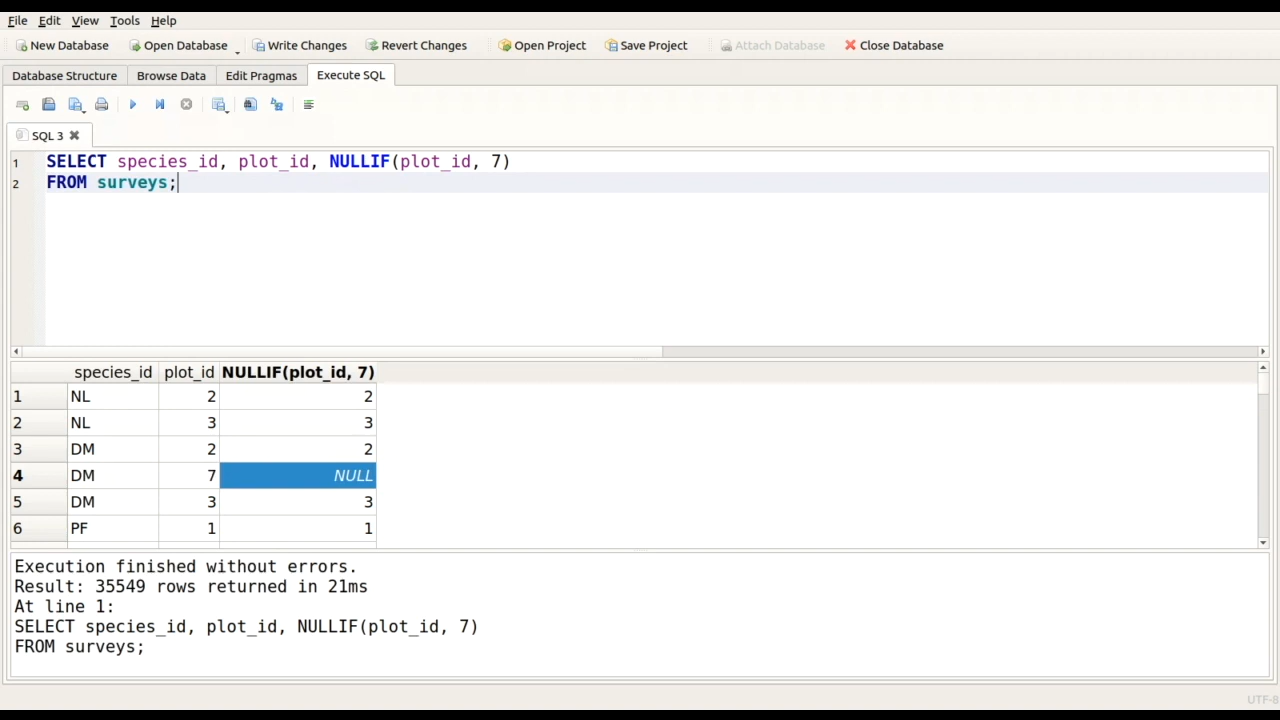 File Edit View Tools Help
New Database Open Database Write Changes Revert Changes Open Project Save Project Attach Database Close Database
Database Structure Browse Data Edit Pragmas Execute SQL
SQL 3
1 SELECT species_id, plot_id, NULLIF(plot_id, 7)
2 FROM surveys;
species_id plot_id NULLIF(plot_id, 7)
1 NL 2 2
2 NL 3 3
3 DM 2 2
4 DM 7 NULL
5 DM 3 3
6 PF 1 1
Execution finished without errors.
Result: 35549 rows returned in 21ms
At line 1:
SELECT species_id, plot_id, NULLIF(plot_id, 7)
FROM surveys;
UTF-8